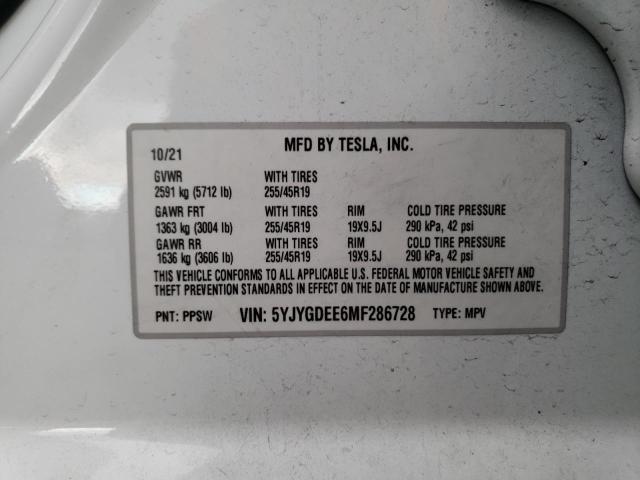 10/21 MFD BY TESLA, INC.
GVWR WITH TIRES
2591 kg (5712 lb) 255/45R19
GAWR FRT WITH TIRES RIM COLD TIRE PRESSURE
1363 kg (3004 lb) 255/45R19 19X9.5J 290 kPa, 42 psi
GAWR RR WITH TIRES RIM COLD TIRE PRESSURE
1636 kg (3606 lb) 255/45R19 19X9.5J 290 kPa, 42 psi
THIS VEHICLE CONFORMS TO ALL APPLICABLE U.S. FEDERAL MOTOR VEHICLE SAFETY AND
THEFT PREVENTION STANDARDS IN EFFECT ON THE DATE OF MANUFACTURE SHOWN ABOVE.
PNT: PPSW VIN: 5YJYGDEE6MF286728 TYPE: MPV